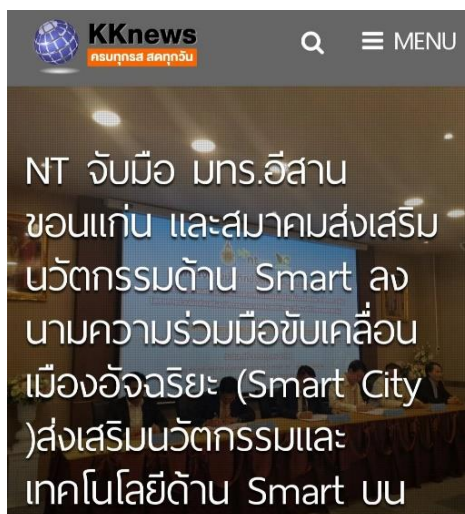 KKnews
ครบทุกรส สดทุกวัน
MENU
NT จับมือ มทร.อีสาน
ขอนแก่น และสมาคมส่งเสริม
นวัตกรรมด้าน Smart ลง
นามความร่วมมือขับเคลื่อน
เมืองอัจฉริยะ (Smart City
)ส่งเสริมนวัตกรรมและ
เทคโนโลยีด้าน Smart บน